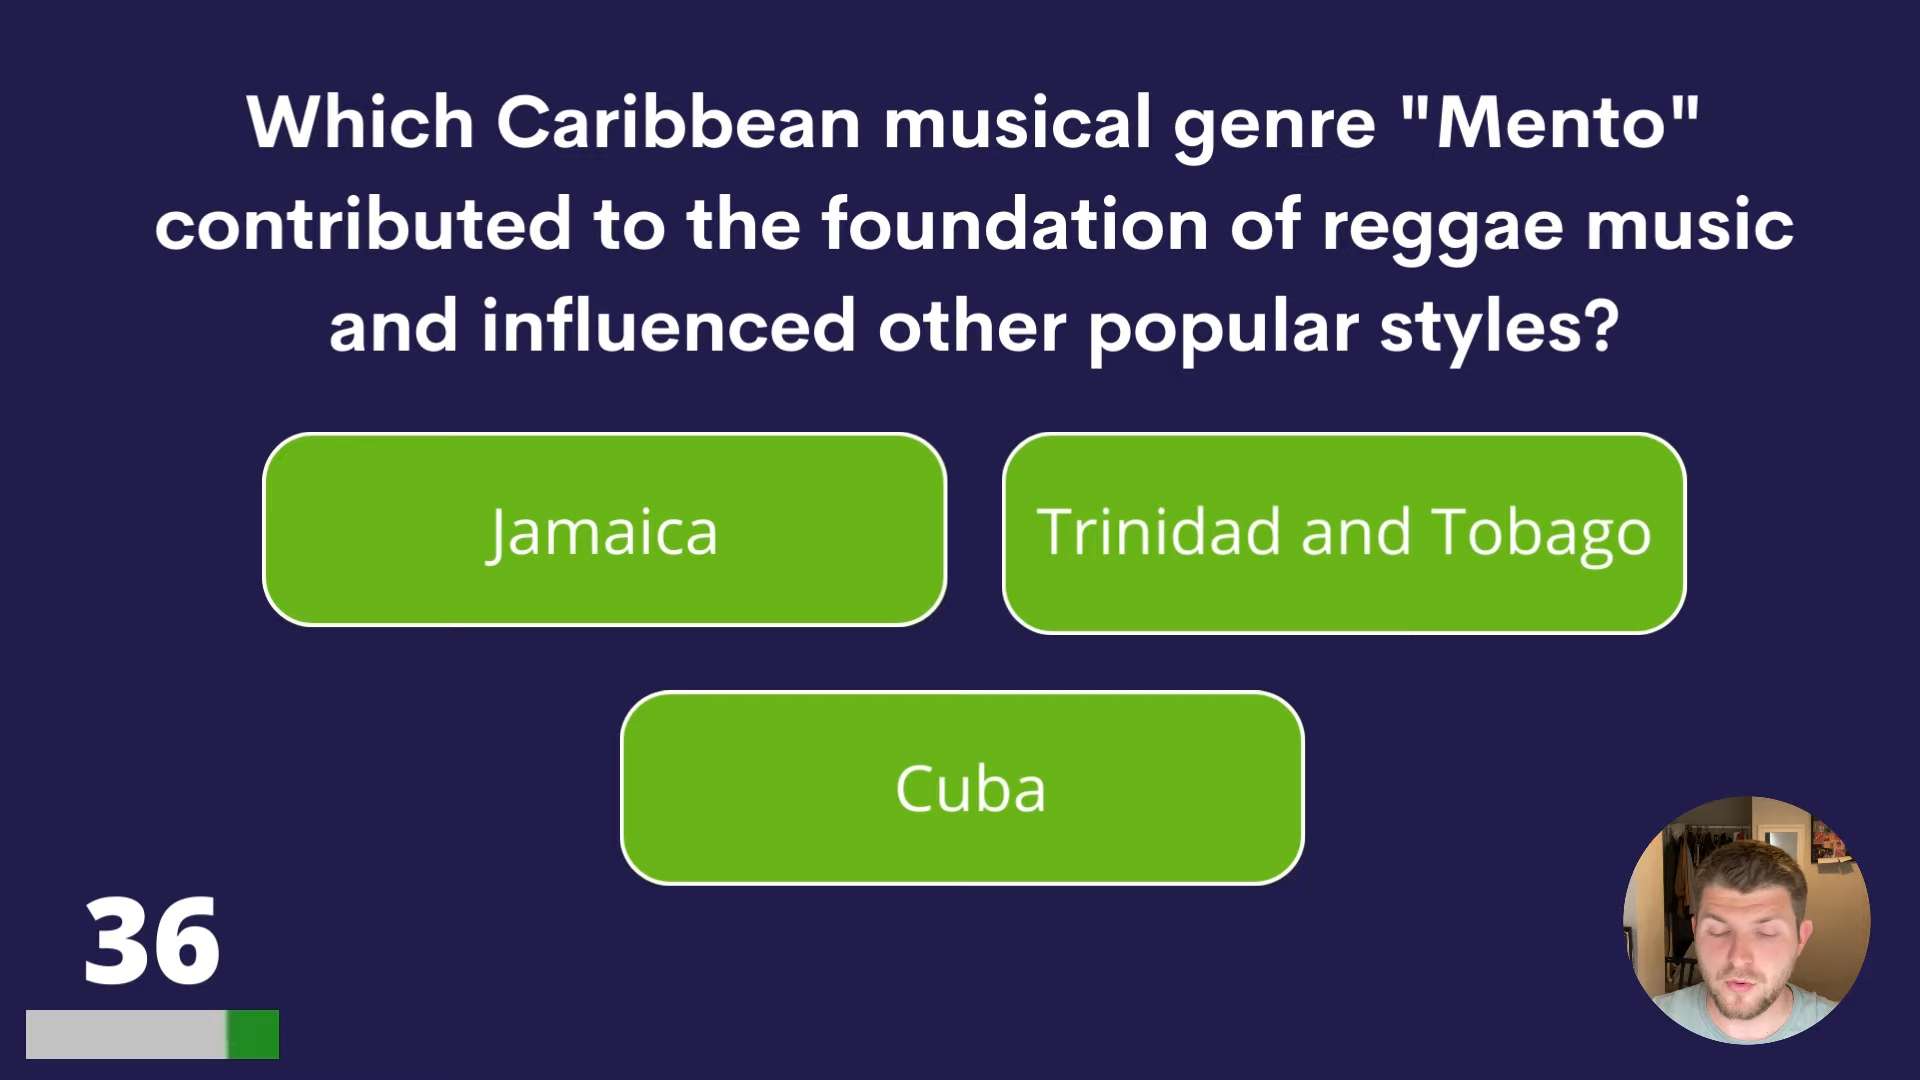 Which Caribbean musical genre "Mento"
contributed to the foundation of reggae music
and influenced other popular styles?
Jamaica
Trinidad and Tobago
Cuba
36